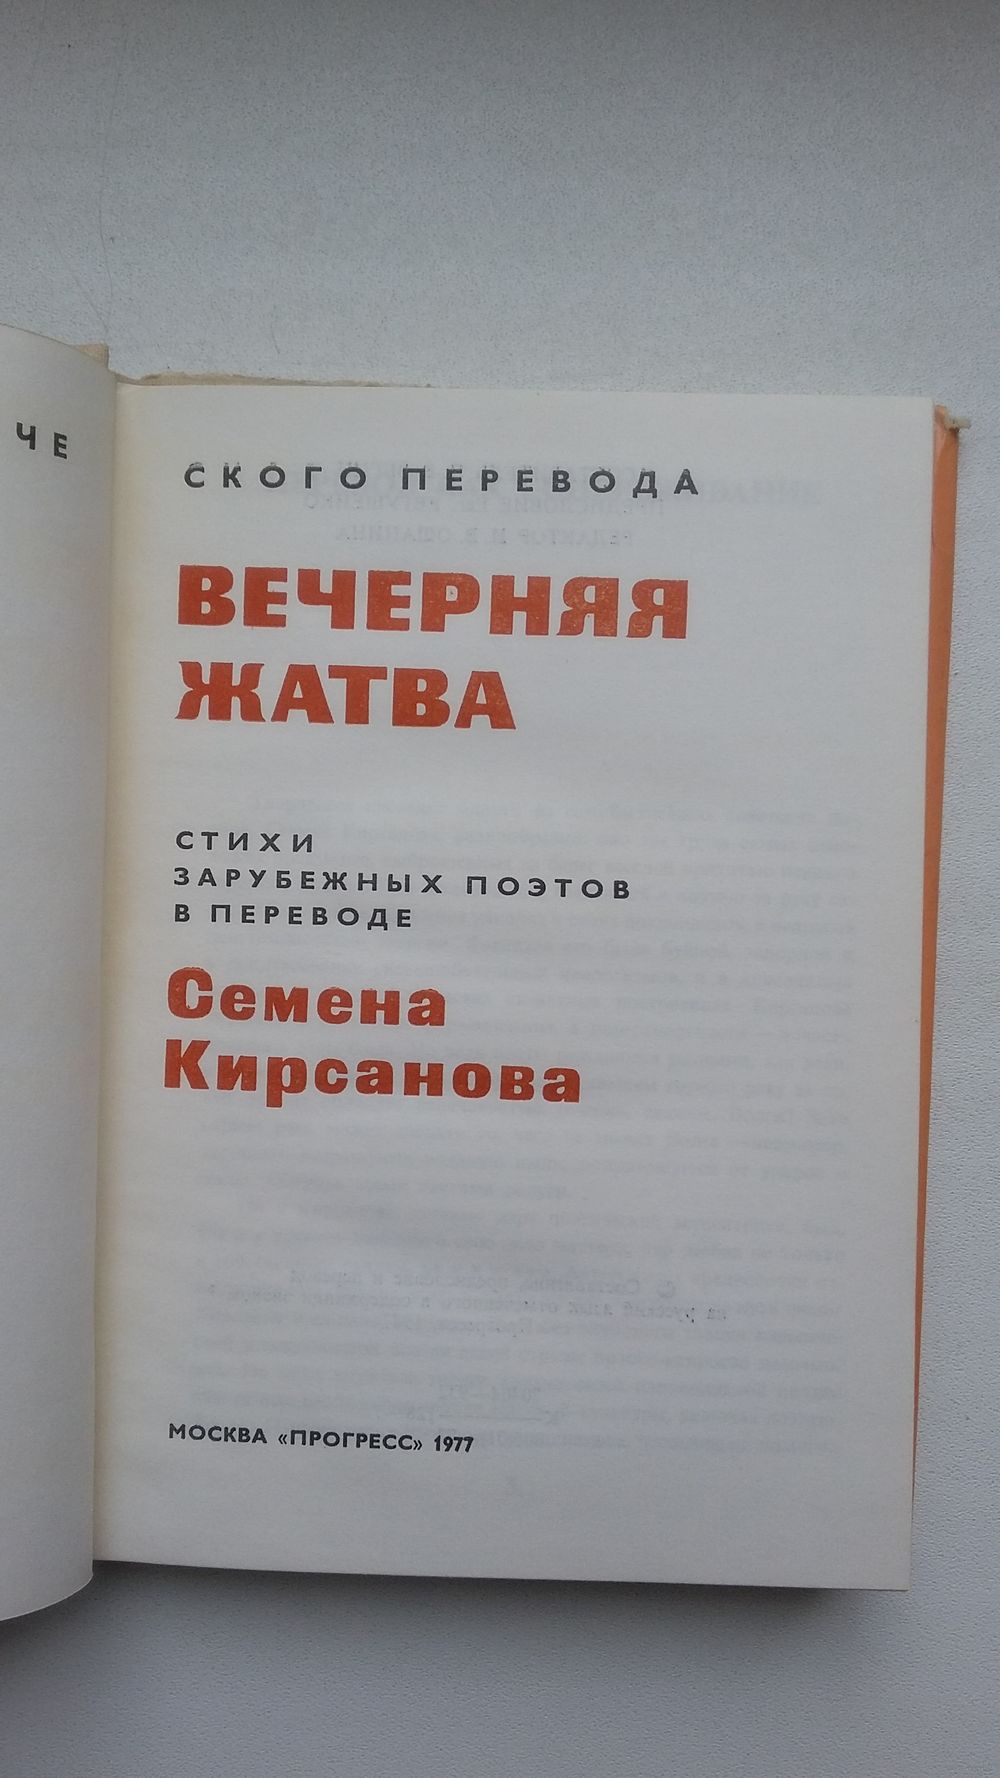 ЧЕ
СКОГО ПЕРЕВОДА
ВЕЧЕРНЯЯ
ЖАТВА
СТИХИ
ЗАРУБЕЖНЫХ ПОЭТОВ
В ПЕРЕВОДЕ
Семена
Кирсанова
МОСКВА «ПРОГРЕСС» 1977